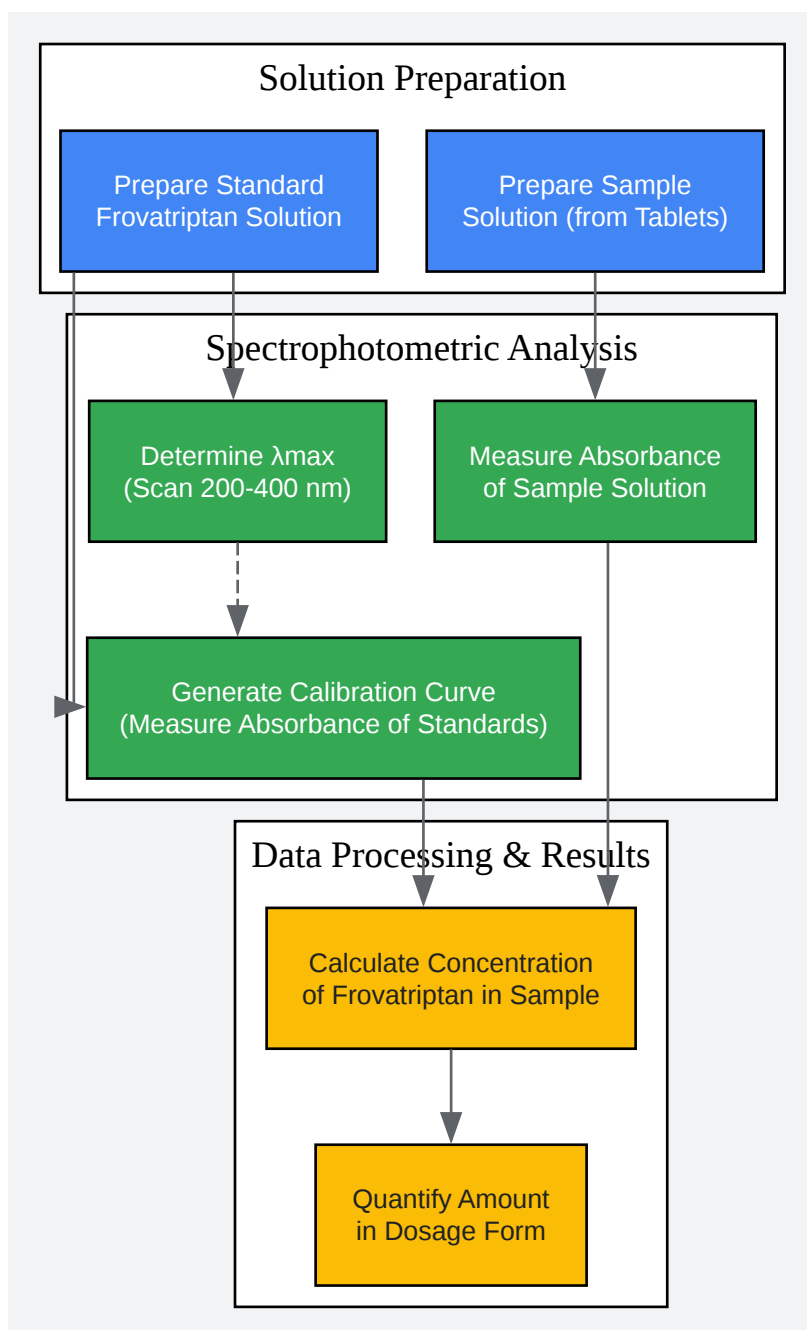 Solution Preparation
Prepare Standard
Frovatriptan Solution
Prepare Sample
Solution (from Tablets)
Spectrophotometric Analysis
Determine λmax
(Scan 200-400 nm)
Measure Absorbance
of Sample Solution
Generate Calibration Curve
(Measure Absorbance of Standards)
Data Processing & Results
Calculate Concentration
of Frovatriptan in Sample
Quantify Amount
in Dosage Form